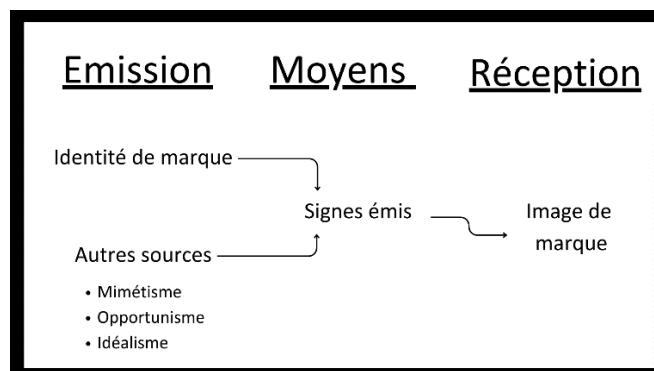 Emission Moyens Réception
Identité de marque
Signes émis
Image de
marque
Autres sources
• Mimétisme
• Opportunisme
• Idéalisme